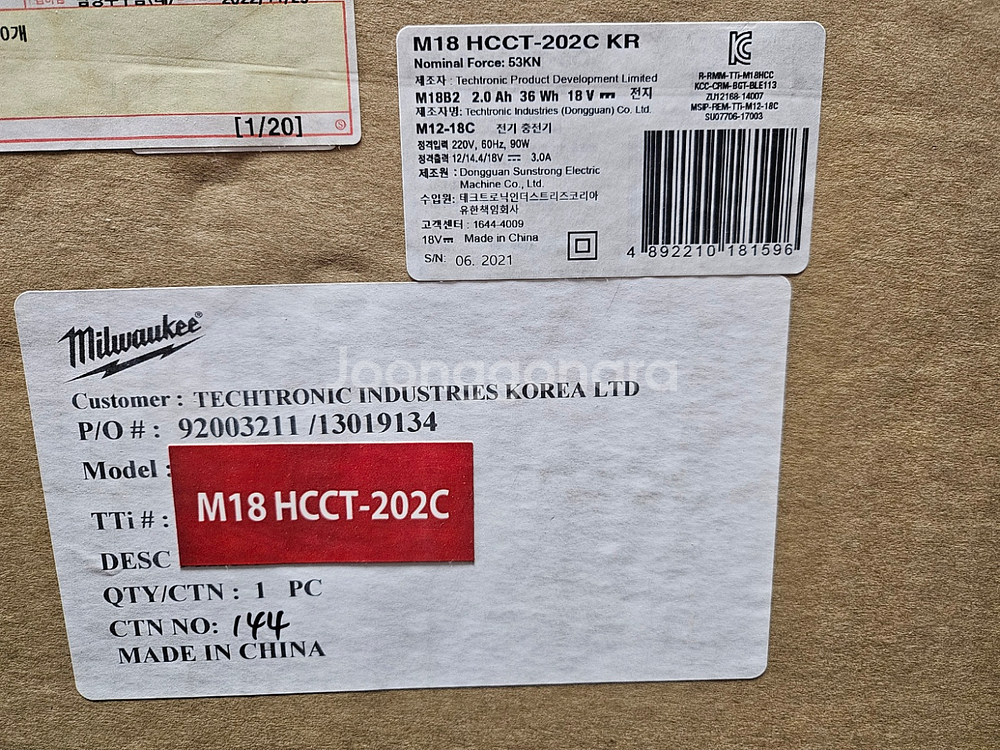 2022/11/25
0개
[1/20]
M18 HCCT-202C KR
Nominal Force: 53KN
제조자 : Techtronic Product Development Limited
M18B2 2.0 Ah 36 Wh 18 V 전지
제조자명: Techtronic Industries (Dongguan) Co. Ltd.
M12-18C 전기 충전기
정격입력 220V, 60Hz, 90W
정격출력 12/14.4/18V 3.0A
제조원 : Dongguan Sunstrong Electric
Machine Co., Ltd.
수입원: 테크트로닉인더스트리즈코리아
유한책임회사
고객센터 : 1644-4009
18V Made in China
S/N: 06. 2021
R-RMM-TTi-M18HCC
KCC-CRM-BGT-BLE113
ZU12168-14007
MSIP-REM-TTi-M12-18C
SU07706-17003
4 892210 181596
Milwaukee®
Joongdonara
Customer : TECHTRONIC INDUSTRIES KOREA LTD
P/O # : 92003211 /13019134
Model :
M18 HCCT-202C
TTi # :
DESC
QTY/CTN : 1 PC
CTN NO: 144
MADE IN CHINA